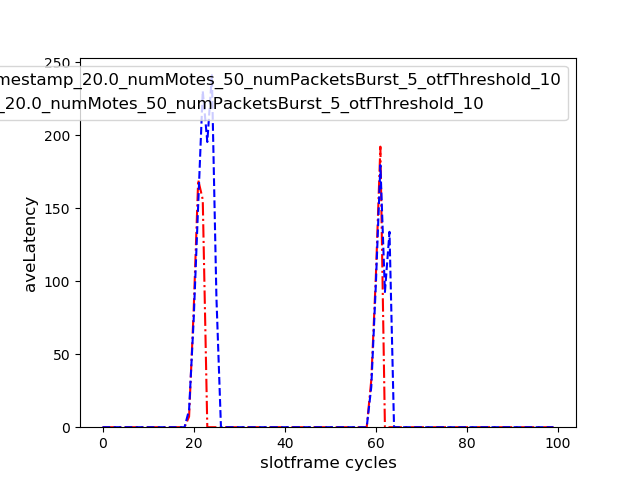 250
mestamp_20.0_numMotes_50_numPacketsBurst_5_otfThreshold_10
_20.0_numMotes_50_numPacketsBurst_5_otfThreshold_10
200
150
100
50
0
aveLatency
0 20 40 60 80 100
slotframe cycles